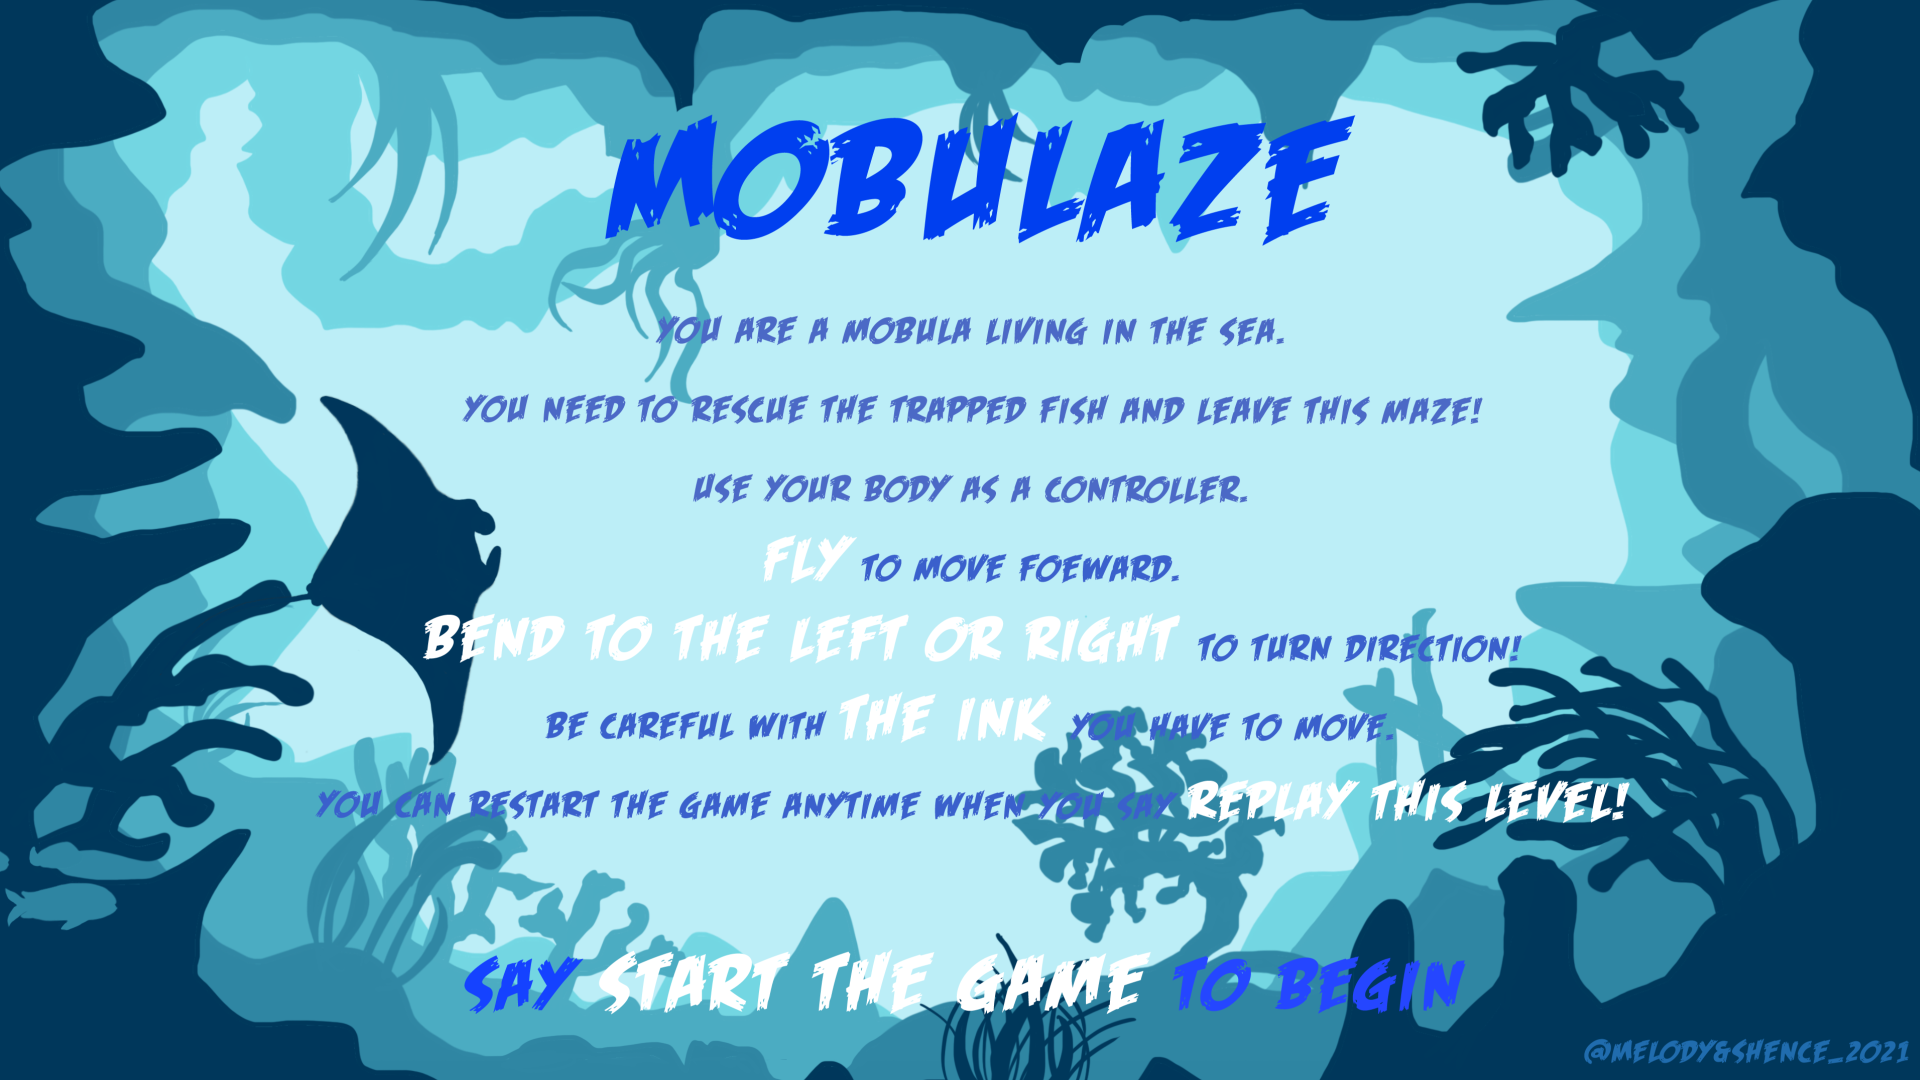 MOBULAZE
YOU ARE A MOBULA LIVING IN THE SEA.
YOU NEED TO RESCUE THE TRAPPED FISH AND LEAVE THIS MAZE!
USE YOUR BODY AS A CONTROLLER.
FLY TO MOVE FOEWARD.
BEND TO THE LEFT OR RIGHT TO TURN DIRECTION!
BE CAREFUL WITH THE INK YOU HAVE TO MOVE.
YOU CAN RESTART THE GAME ANYTIME WHEN YOU SAY REPLAY THIS LEVEL!
SAY START THE GAME TO BEGIN
@MELODY&SHENCE_2021